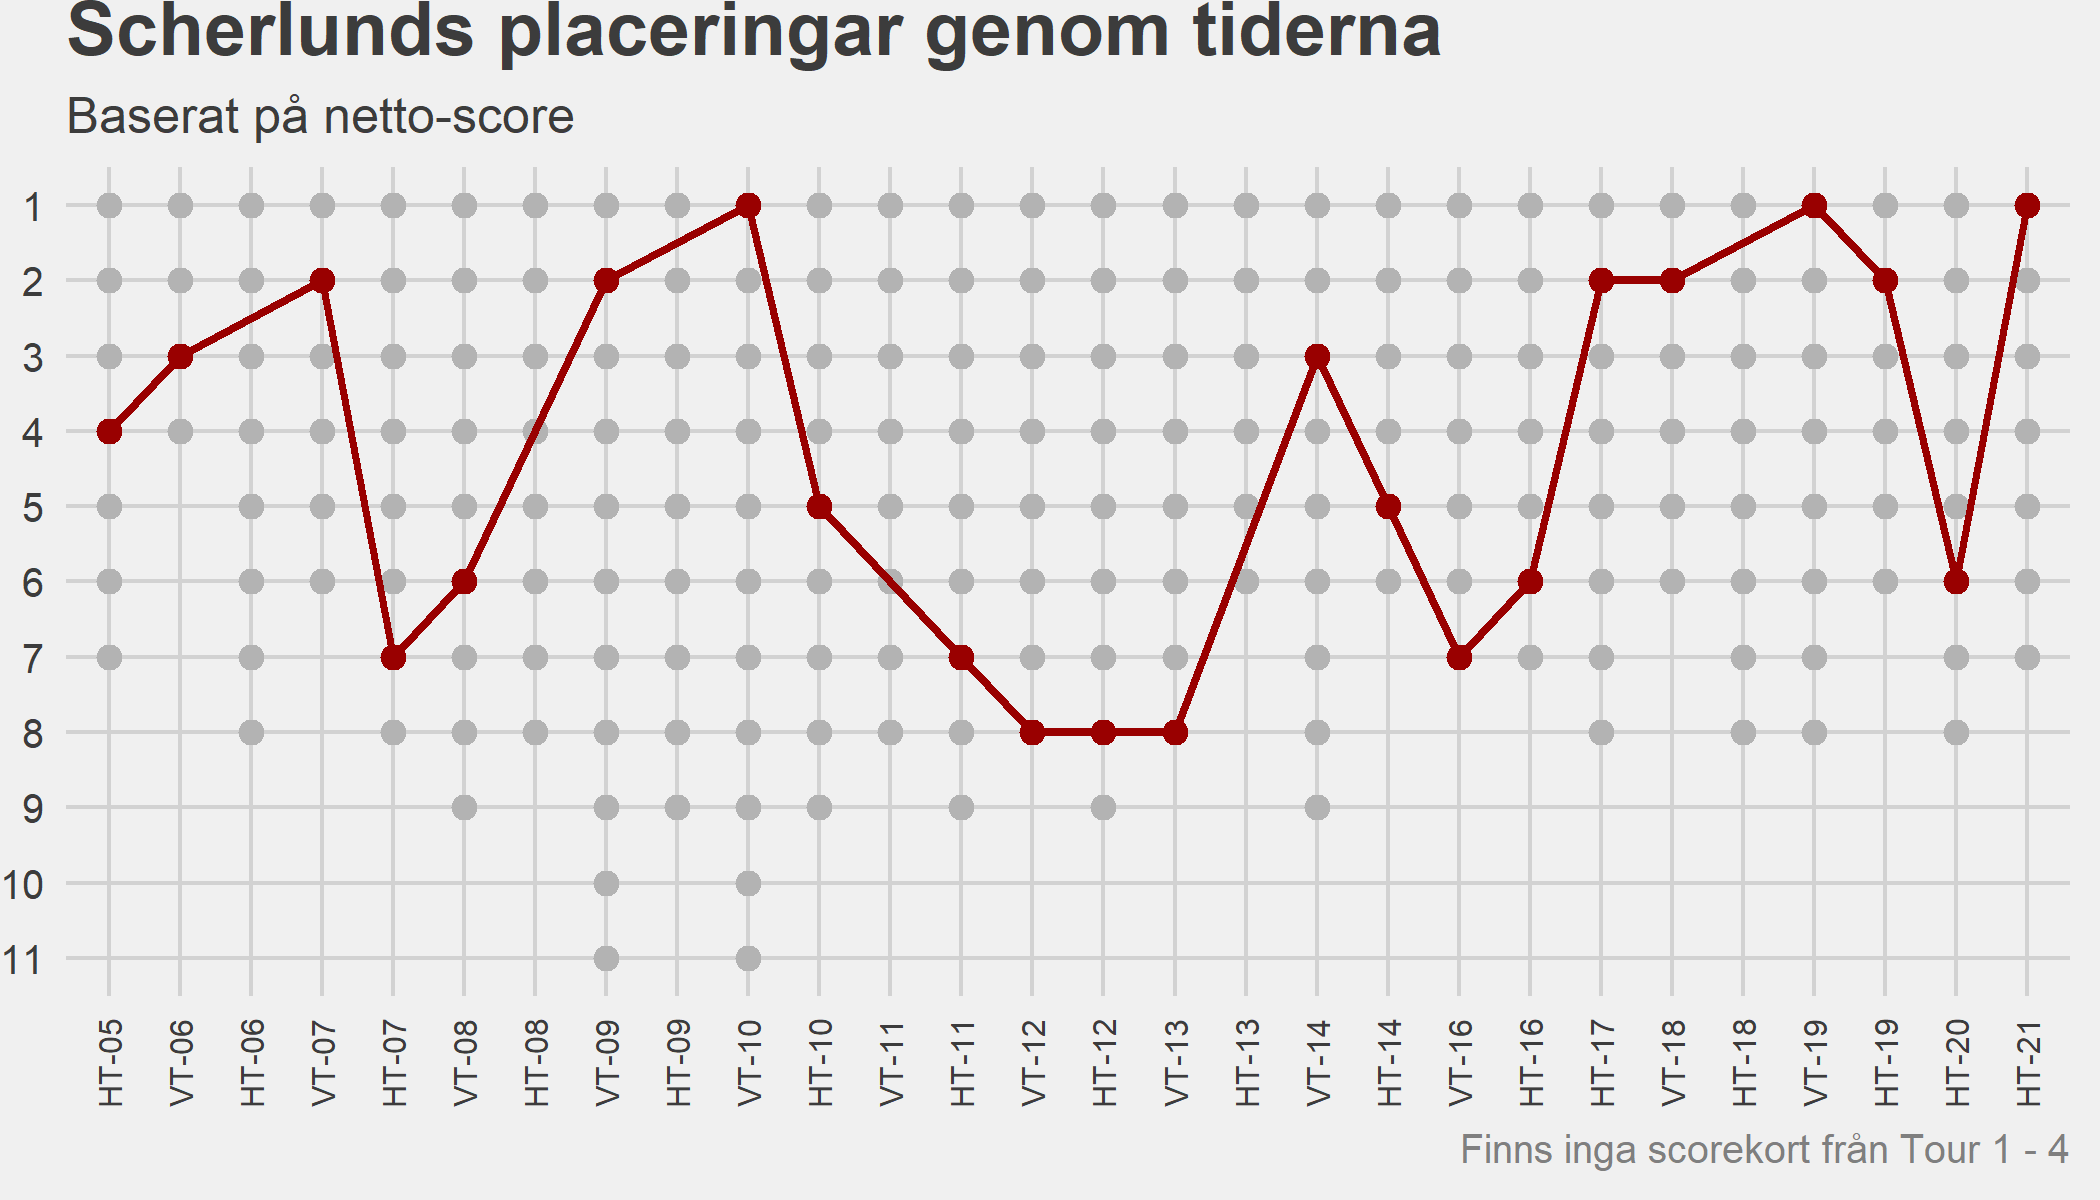 Scherlunds placeringar genom tiderna
Baserat på netto-score
1
2
3
4
5
6
7
8
9
10
11
HT-05
VT-06
HT-06
VT-07
HT-07
VT-08
HT-08
VT-09
HT-09
VT-10
HT-10
VT-11
HT-11
VT-12
HT-12
VT-13
HT-13
VT-14
HT-14
VT-16
HT-16
HT-17
VT-18
HT-18
VT-19
HT-19
HT-20
HT-21
Finns inga scorekort från Tour 1 - 4